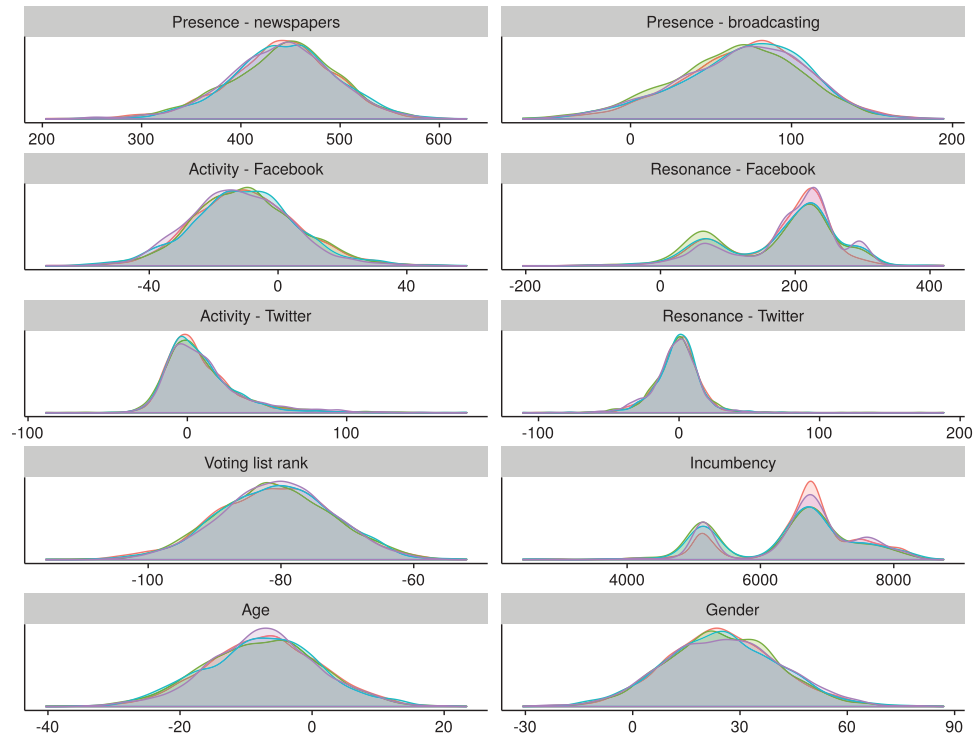 Presence - newspapers
200 300 400 500 600
Presence - broadcasting
0 100 200
Activity - Facebook
-40 0 40
Resonance - Facebook
-200 0 200 400
Activity - Twitter
-100 0 100
Resonance - Twitter
-100 0 100 200
Voting list rank
-100 -80 -60
Incumbency
4000 6000 8000
Age
-40 -20 0 20
Gender
-30 0 30 60 90